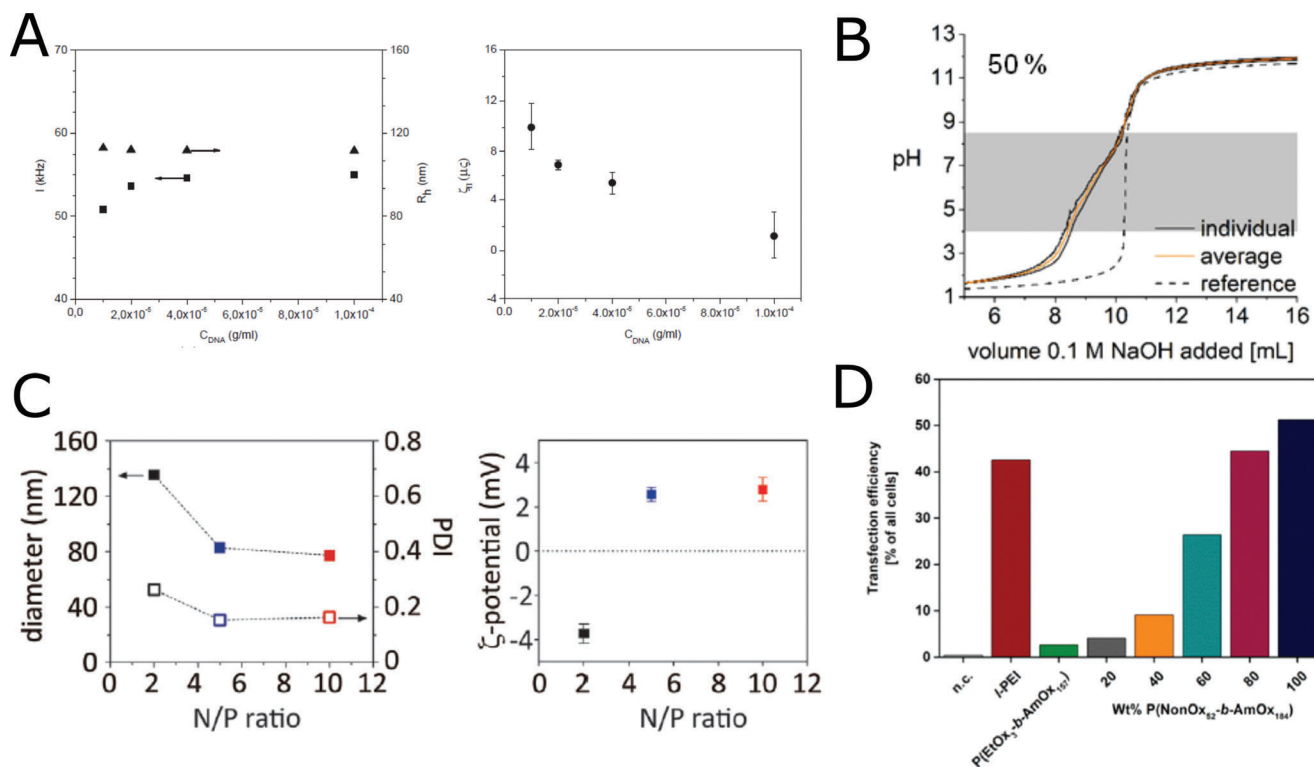 A
70
60
50
40
I (kHz)
160
120
80
40
R_h (nm)
0,0
2,0x10^-5
4,0x10^-5
6,0x10^-5
8,0x10^-5
1,0x10^-4
C_DNA (g/ml)
16
12
8
4
0
-4
0.0
2.0x10^-5
4.0x10^-5
6.0x10^-5
8.0x10^-5
1.0x10^-4
C_DNA (g/ml)
B
50 %
13
11
9
7
5
3
1
pH
individual
average
reference
6
8
10
12
14
16
volume 0.1 M NaOH added [mL]
C
160
120
80
40
0
diameter (nm)
0.8
0.6
0.4
0.2
0
PDI
0
2
4
6
8
10
12
N/P ratio
4
2
0
-2
-4
ζ-potential (mV)
0
2
4
6
8
10
12
N/P ratio
D
60
50
40
30
20
10
0
Transfection efficiency
[% of all cells]
n.c.
l-PEI
P(EtOx3-b-AmOx157)
20
40
60
80
100
Wt% P(NonOx52-b-AmOx184)